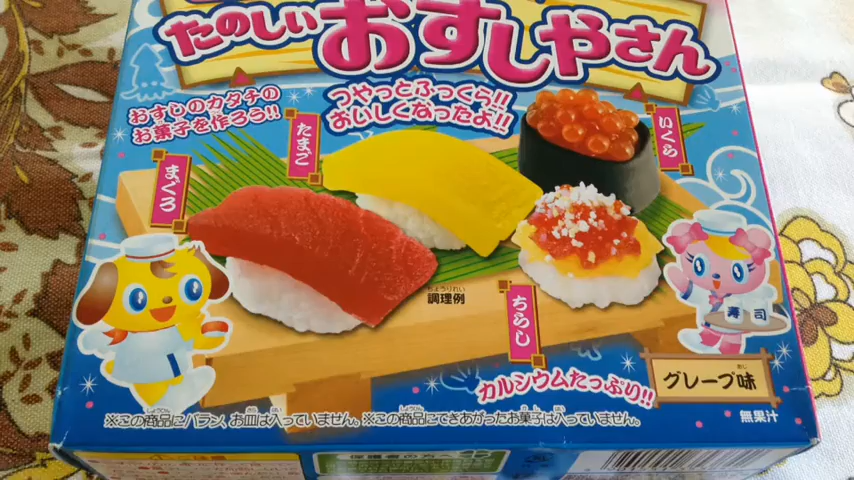 たのしい おすしやさん
おすしのカタチの
お菓子を作ろう!!
つやっとふっくら!!
おいしくなったよ!!
いくら
たまご
まぐろ
ちょうりれい
調理例
ちらし
寿司
カルシウムたっぷり!!
グレープ味
無果汁
※この商品にバラン、お皿は入っていません。※この商品にできあがったお菓子は入っていません。
保護者の方へ